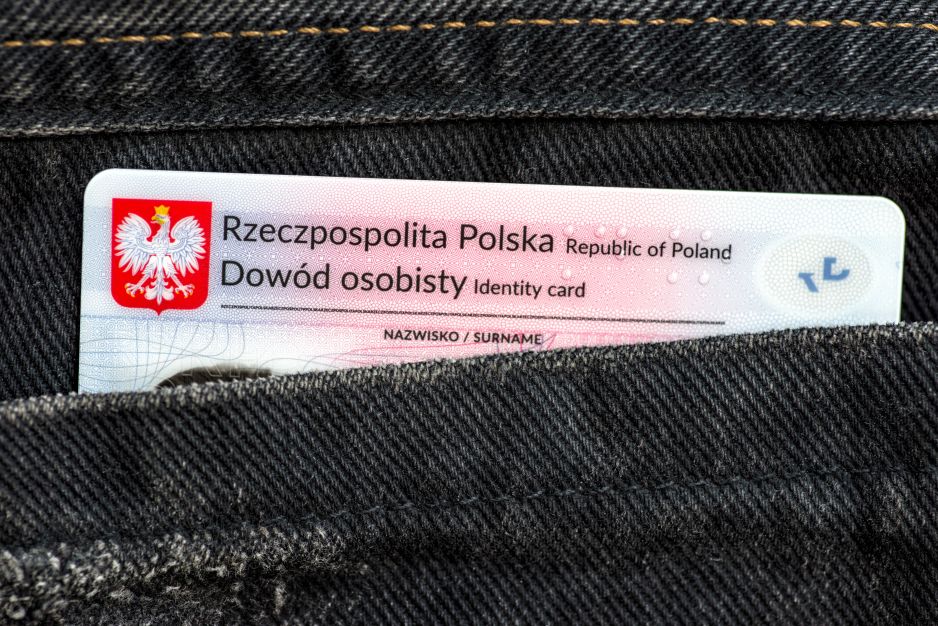 Rzeczpospolita Polska Republic of Poland
Dowód osobisty Identity card
NAZWISKO / SURNAME